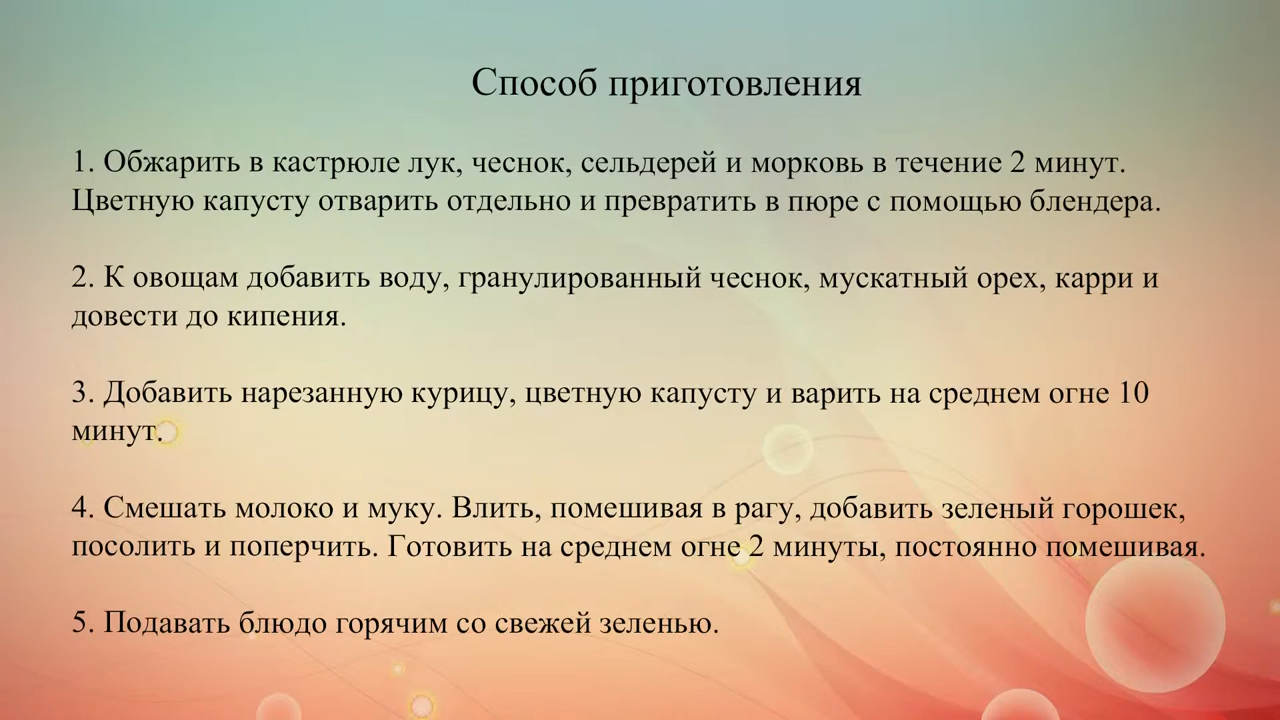 Способ приготовления
1. Обжарить в кастрюле лук, чеснок, сельдерей и морковь в течение 2 минут.
Цветную капусту отварить отдельно и превратить в пюре с помощью блендера.
2. К овощам добавить воду, гранулированный чеснок, мускатный орех, карри и
довести до кипения.
3. Добавить нарезанную курицу, цветную капусту и варить на среднем огне 10
минут.
4. Смешать молоко и муку. Влить, помешивая в рагу, добавить зеленый горошек,
посолить и поперчить. Готовить на среднем огне 2 минуты, постоянно помешивая.
5. Подавать блюдо горячим со свежей зеленью.